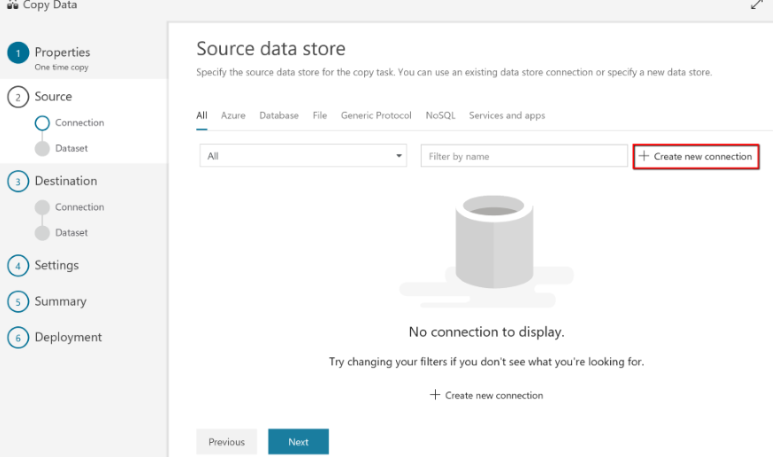 Copy Data
1 Properties
One time copy
2 Source
Connection
Dataset
3 Destination
Connection
Dataset
4 Settings
5 Summary
6 Deployment
Source data store
Specify the source data store for the copy task. You can use an existing data store connection or specify a new data store.
All Azure Database File Generic Protocol NoSQL Services and apps
All Filter by name + Create new connection
No connection to display.
Try changing your filters if you don't see what you're looking for.
+ Create new connection
Previous Next